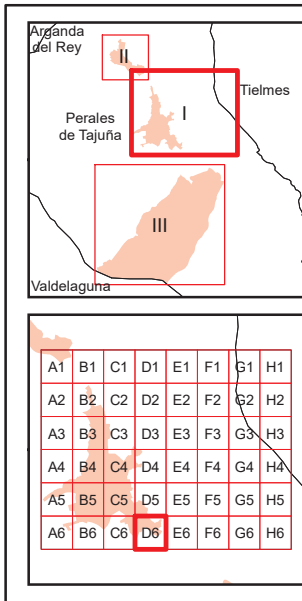 Arganda
del Rey
II
Tielmes
I
Perales
de Tajuña
III
Valdelaguna
A1 B1 C1 D1 E1 F1 G1 H1
A2 B2 C2 D2 E2 F2 G2 H2
A3 B3 C3 D3 E3 F3 G3 H3
A4 B4 C4 D4 E4 F4 G4 H4
A5 B5 C5 D5 E5 F5 G5 H5
A6 B6 C6 D6 E6 F6 G6 H6